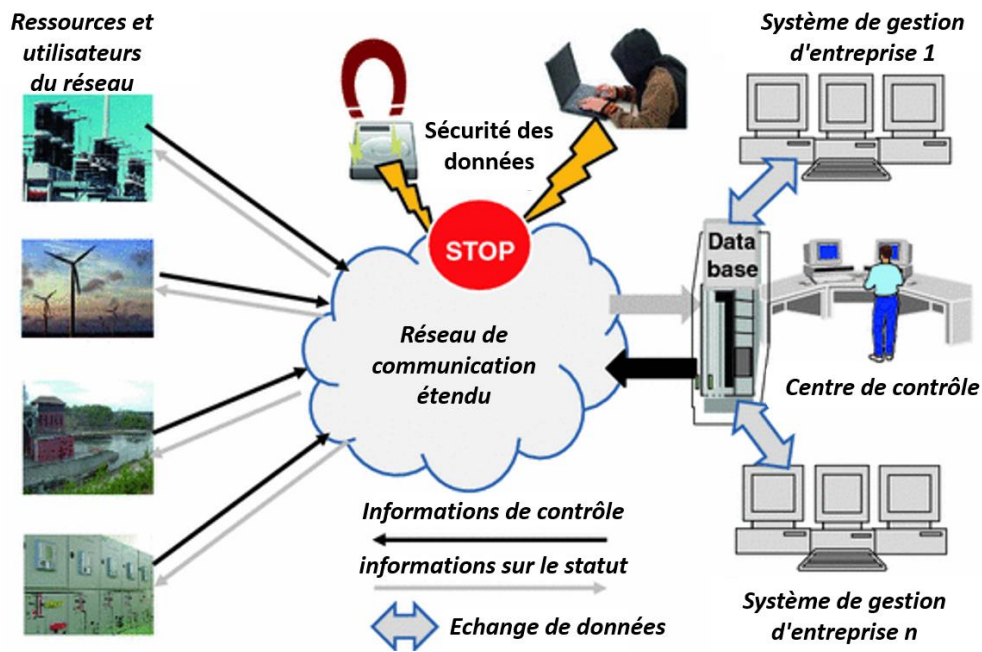 Ressources et
utilisateurs
du réseau
Sécurité des
données
STOP
Système de gestion
d'entreprise 1
Data
base
Réseau de
communication
étendu
Centre de contrôle
Informations de contrôle
informations sur le statut
Echange de données
Système de gestion
d'entreprise n